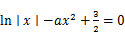 ln | x | −ax² + 3/2 = 0